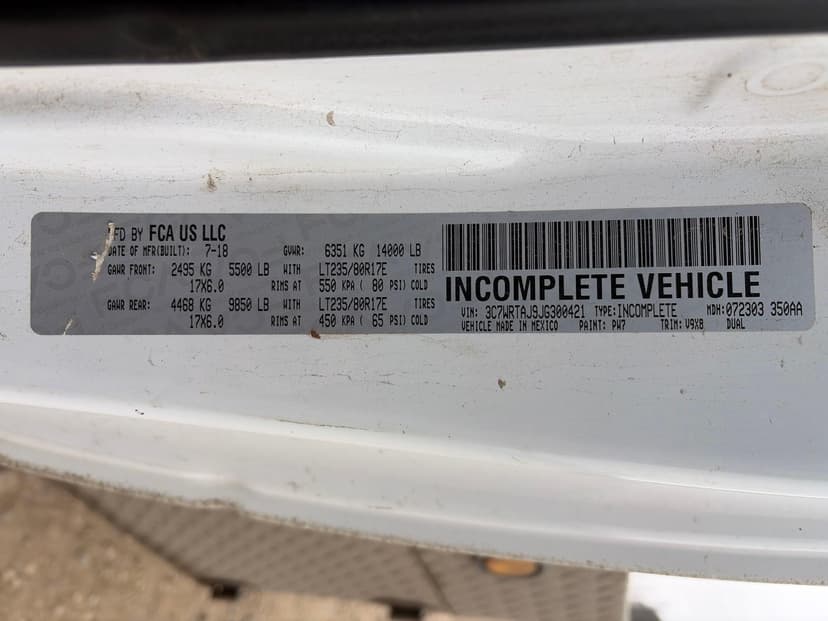 MFD BY FCA US LLC
DATE OF MFR(BUILT): 7-18 GVWR: 6351 KG 14000 LB
GAWR FRONT: 2495 KG 5500 LB WITH LT235/80R17E TIRES
17X6.0 RIMS AT 550 KPA ( 80 PSI) COLD
GAWR REAR: 4468 KG 9850 LB WITH LT235/80R17E TIRES
17X6.0 RIMS AT 450 KPA ( 65 PSI) COLD
INCOMPLETE VEHICLE
VIN: 3C7WRTAJ9JG300421 TYPE: INCOMPLETE MDH: 072303 350AA
VEHICLE MADE IN MEXICO PAINT: PW7 TRIM: V9X8 DUAL